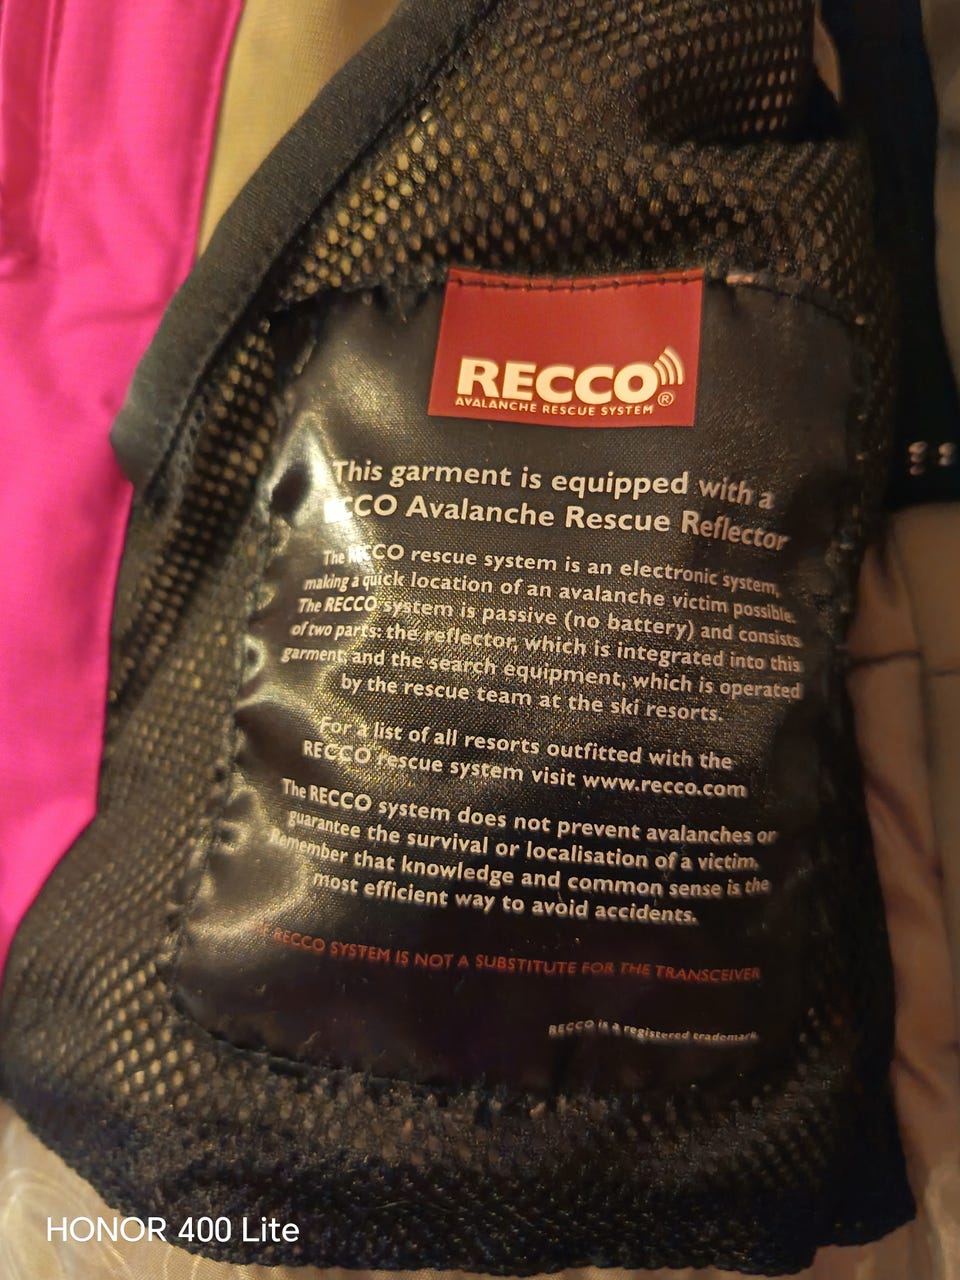 RECCO®
AVALANCHE RESCUE SYSTEM
This garment is equipped with a
RECCO Avalanche Rescue Reflector
The RECCO rescue system is an electronic system,
making a quick location of an avalanche victim possible.
The RECCO system is passive (no battery) and consists
of two parts: the reflector, which is integrated into this
garment, and the search equipment, which is operated
by the rescue team at the ski resorts.
For a list of all resorts outfitted with the
RECCO rescue system visit www.recco.com
The RECCO system does not prevent avalanches or
guarantee the survival or localisation of a victim.
Remember that knowledge and common sense is the
most efficient way to avoid accidents.
THE RECCO SYSTEM IS NOT A SUBSTITUTE FOR THE TRANSCEIVER
RECCO is a registered trademark
HONOR 400 Lite